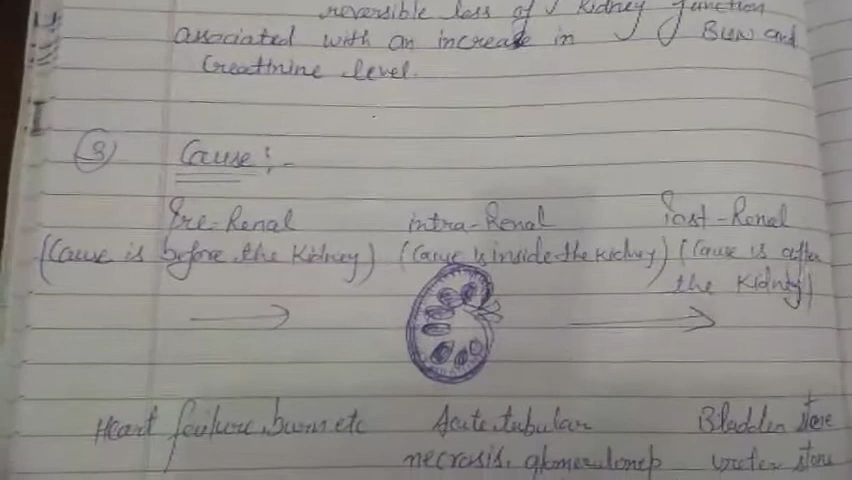 reversible loss of kidney function
associated with an increase in BUN and
Creatinine level.
(3) Cause:-
Pre-Renal intra-Renal Post-Renal
(Cause is before the Kidney) (Cause is inside the kidney) (Cause is after
the Kidney)
Heart failure, burn etc Acute tubular Bladder stone
necrosis, glomerulonep ureter stone